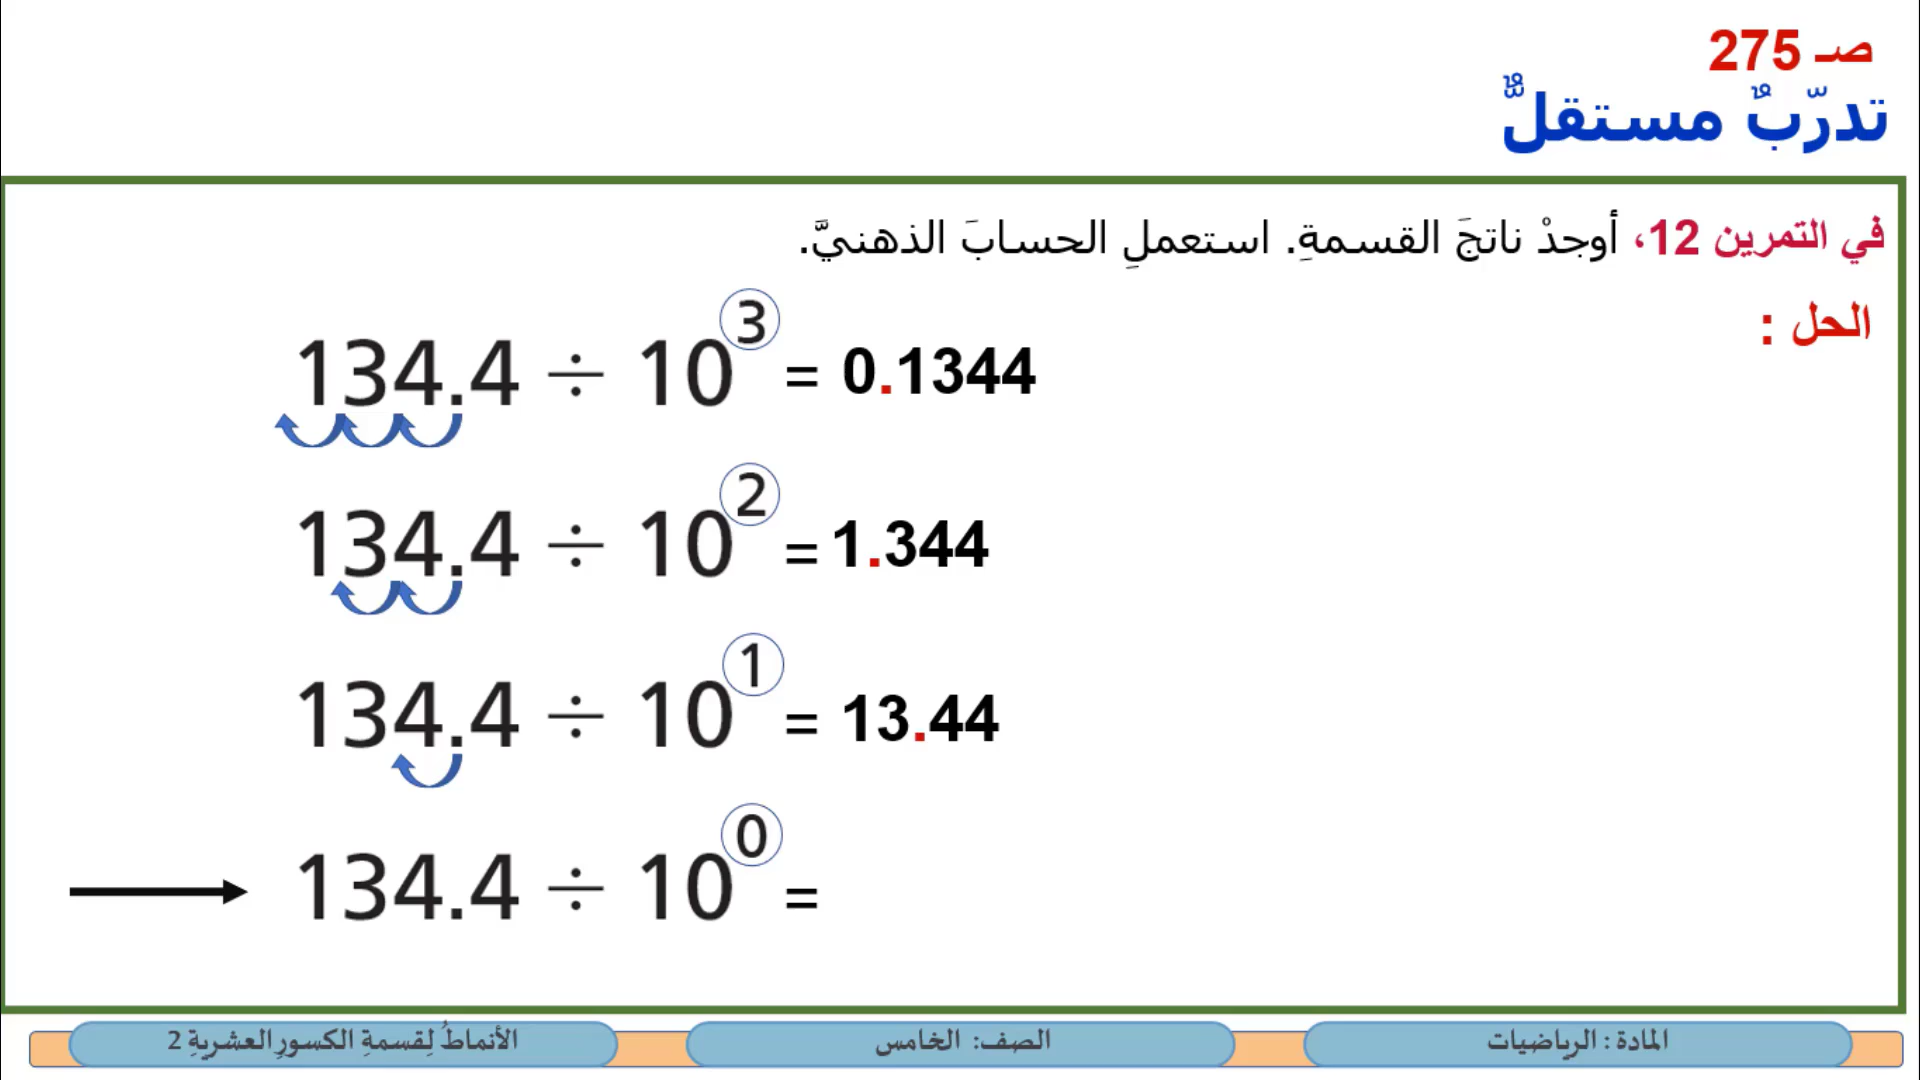 صـ 275
تدرّبٌ مستقلٌّ
في التمرين 12، أوجدْ ناتجَ القسمةِ. استعملِ الحسابَ الذهنيَّ.
الحل :
134.4 ÷ 10³ = 0.1344
134.4 ÷ 10² = 1.344
134.4 ÷ 10¹ = 13.44
134.4 ÷ 10⁰ =
المادة : الرياضيات
الصف: الخامس
الأنماطُ لِقسمةِ الكسورِ العشريةِ 2